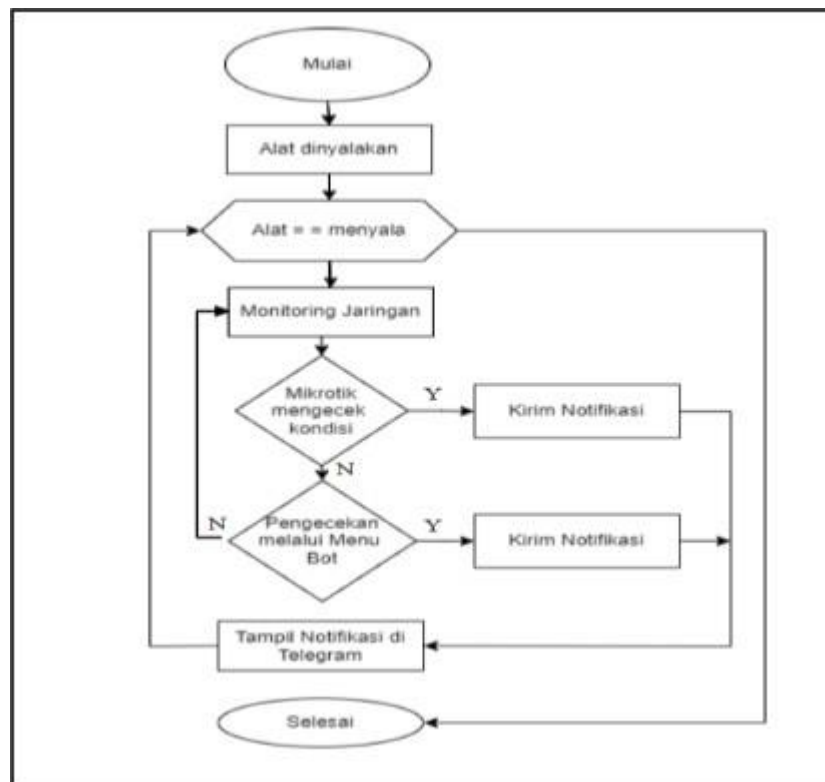 Mulai
Alat dinyalakan
Alat = = menyala
Monitoring Jaringan
Mikrotik
mengecek
kondisi
Y
Kirim Notifikasi
N
Pengecekan
melalui Menu
Bot
N
Y
Kirim Notifikasi
Tampil Notifikasi di
Telegram
Selesai